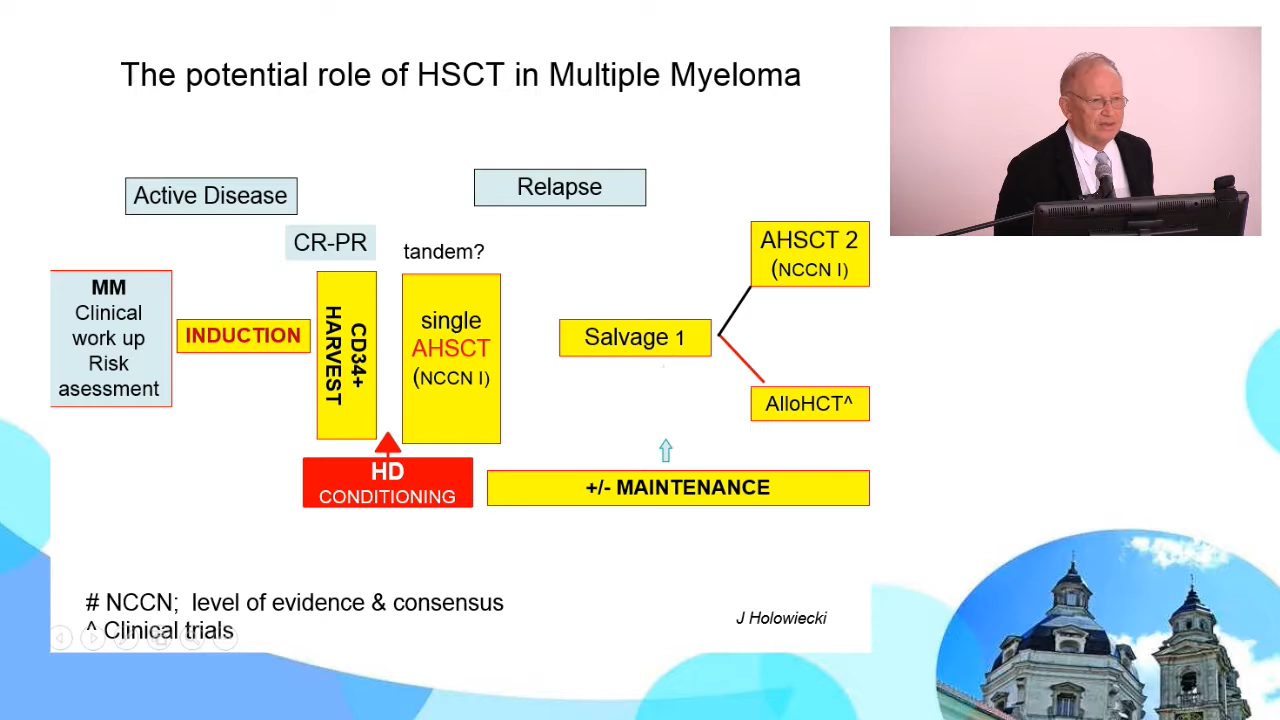 The potential role of HSCT in Multiple Myeloma
Active Disease
Relapse
CR-PR
tandem?
MM
Clinical
work up
Risk
asessment
INDUCTION
CD34+
HARVEST
single
AHSCT
(NCCN I)
Salvage 1
AHSCT 2
(NCCN I)
AlloHCT^
HD
CONDITIONING
+/- MAINTENANCE
# NCCN; level of evidence & consensus
^ Clinical trials
J Holowiecki